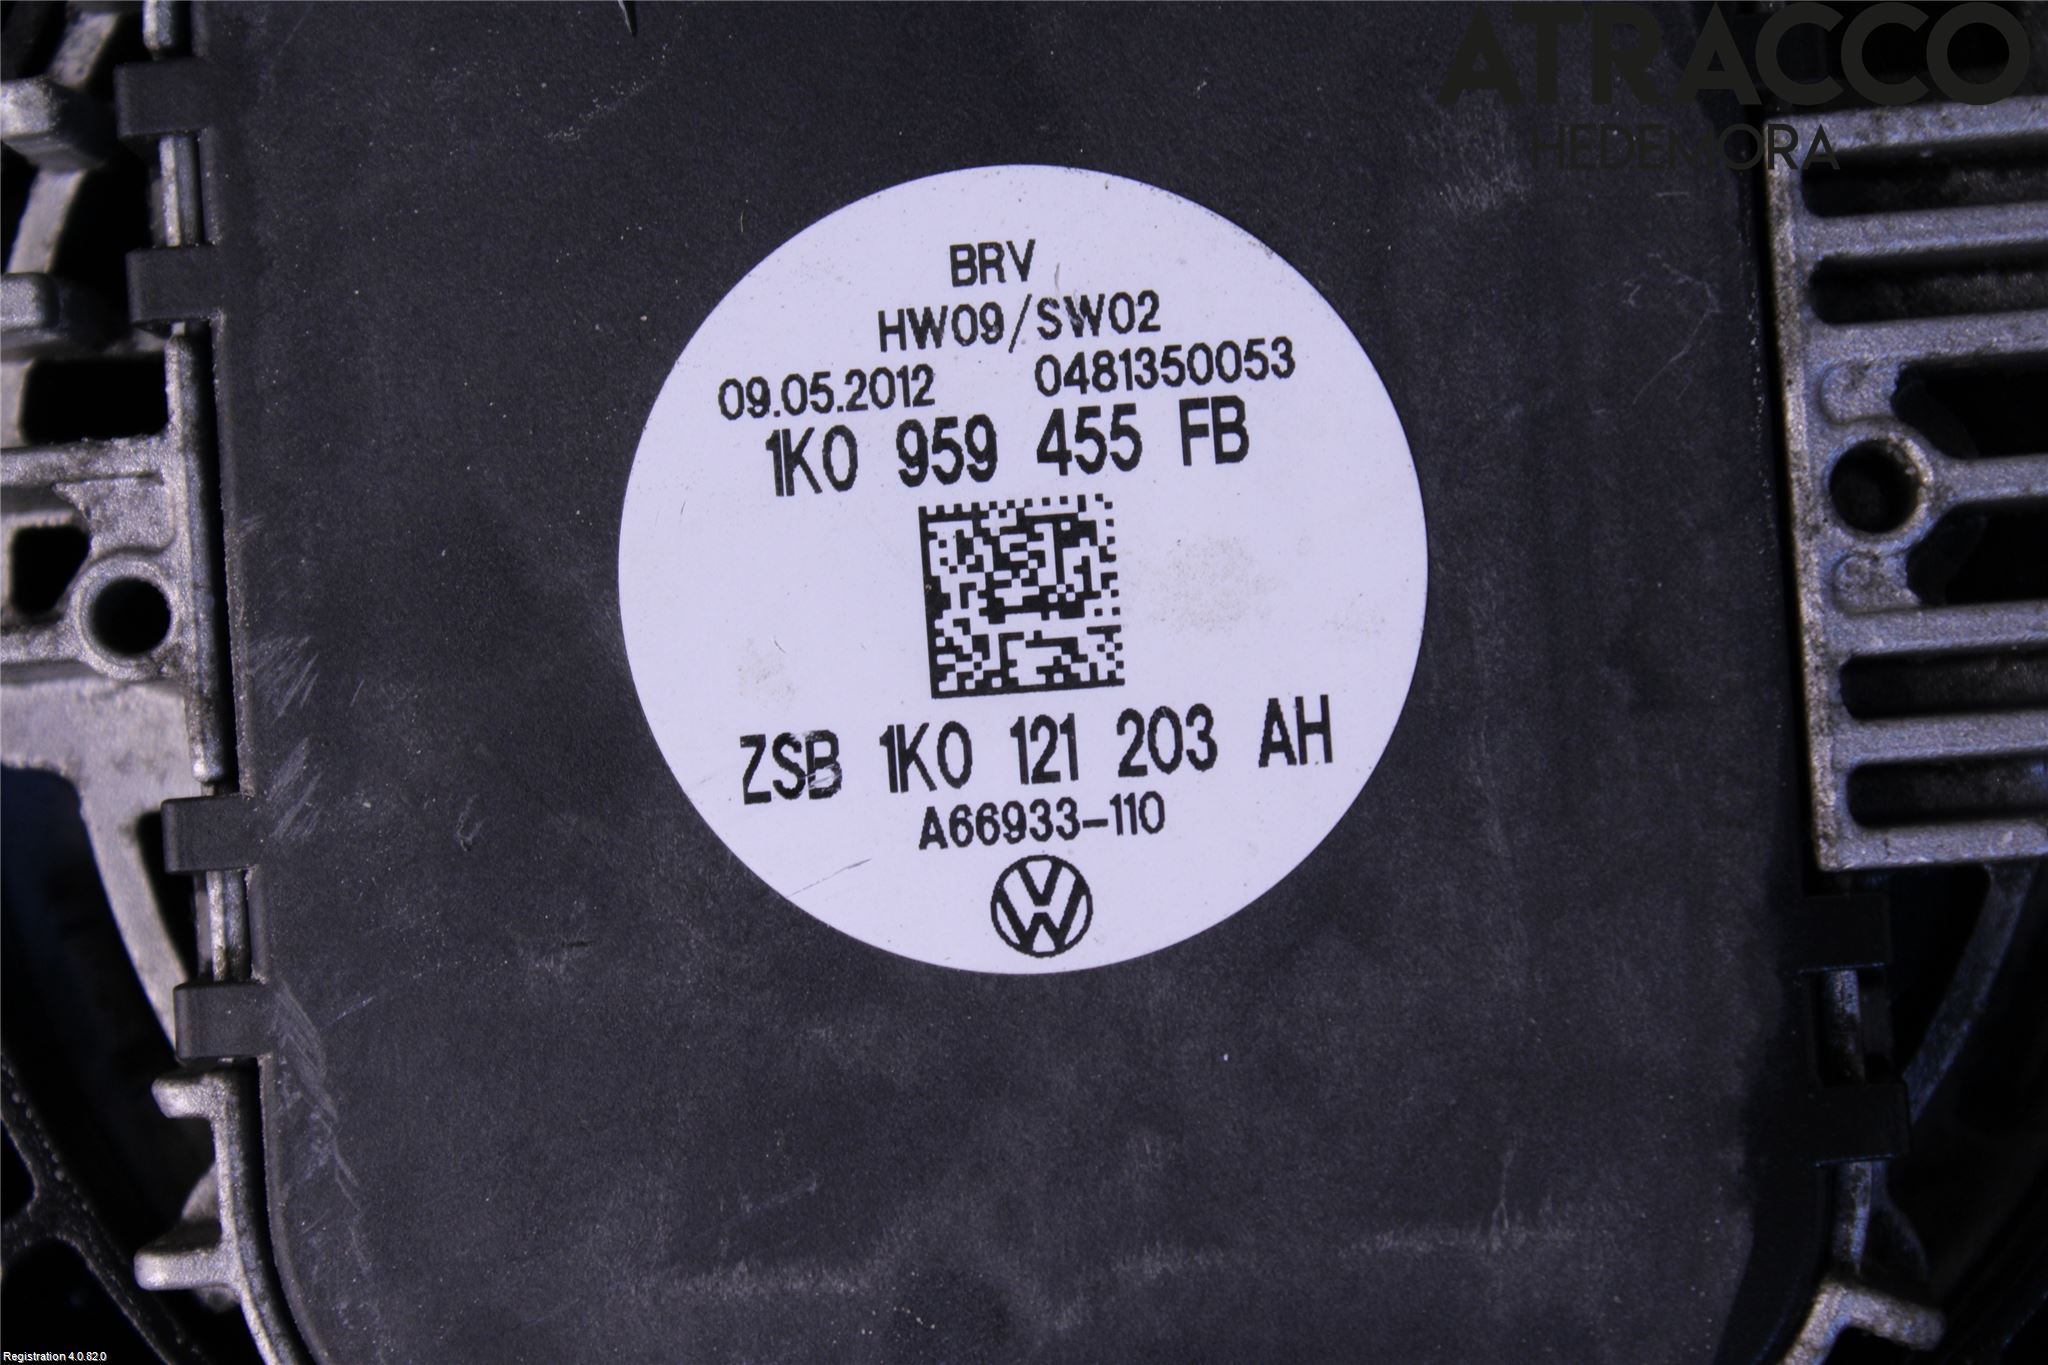 ATRACCO
HEDEMORA
BRV
HW09/SW02
09.05.2012 0481350053
1K0 959 455 FB
ZSB 1K0 121 203 AH
A66933-110
VW
Registration 4.0.82.0